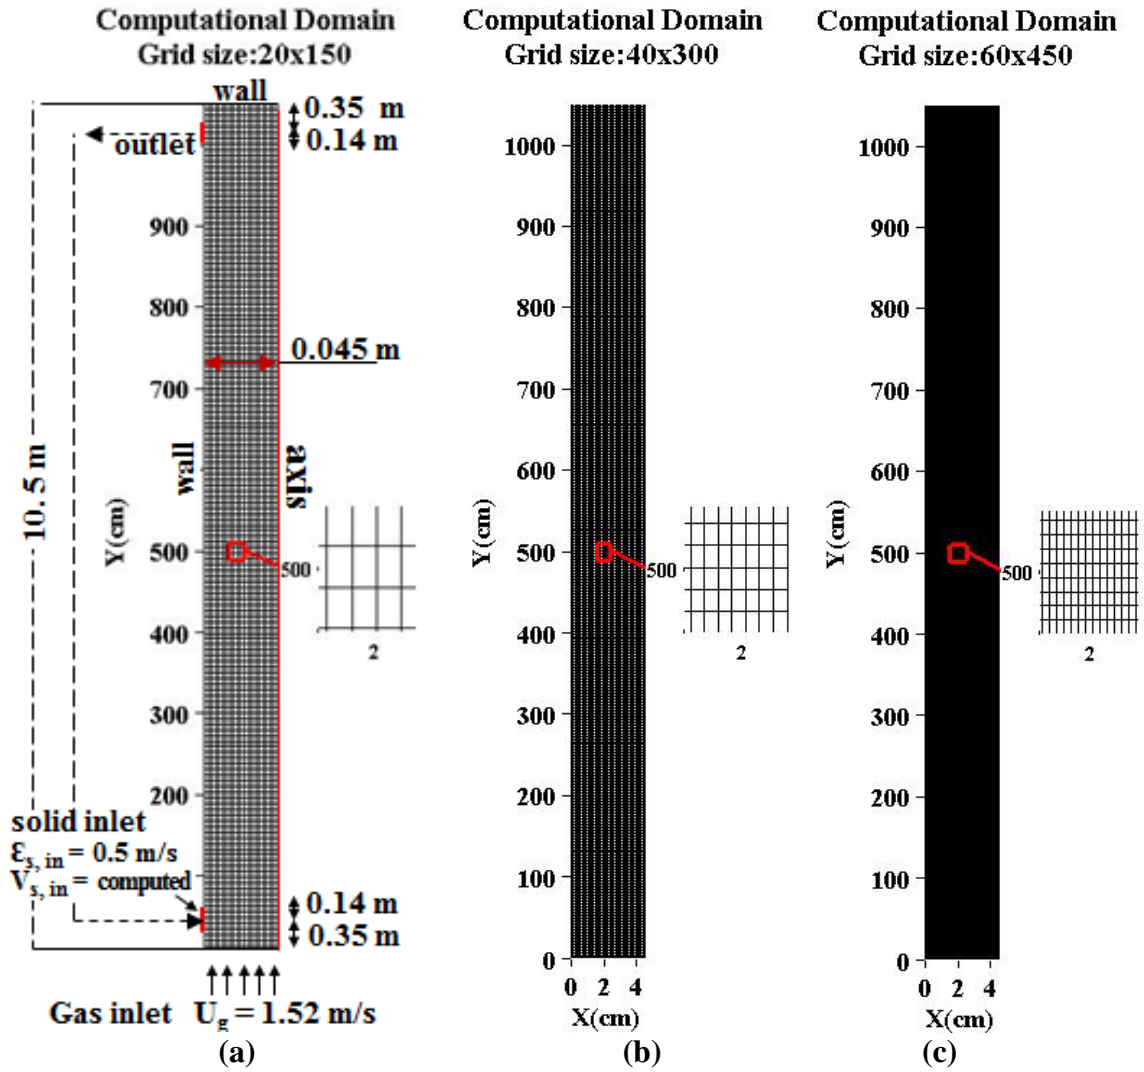 Computational Domain
Grid size:20x150
wall
0.35 m
0.14 m
outlet
900
800
0.045 m
700
10.5 m
wall
axis
Y(cm)
500
500
2
400
300
200
solid inlet
Ɛs, in = 0.5 m/s
Vs, in = computed
0.14 m
0.35 m
Gas inlet Ug = 1.52 m/s
(a)
Computational Domain
Grid size:40x300
1000
900
800
700
600
Y(cm)
500
500
2
400
300
200
100
0
0 2 4
X(cm)
(b)
Computational Domain
Grid size:60x450
1000
900
800
700
600
Y(cm)
500
500
2
400
300
200
100
0
0 2 4
X(cm)
(c)